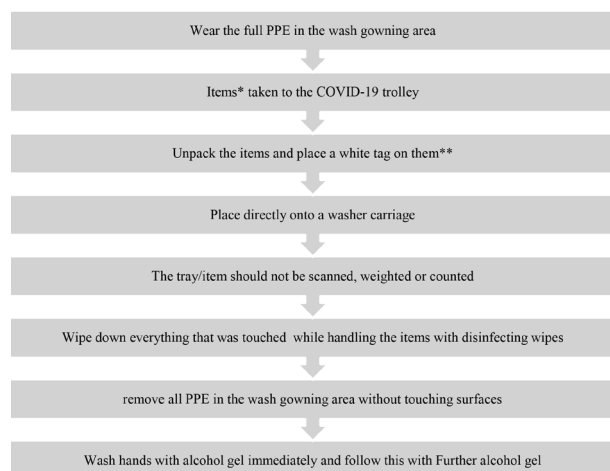 Wear the full PPE in the wash gowning area
Items* taken to the COVID-19 trolley
Unpack the items and place a white tag on them**
Place directly onto a washer carriage
The tray/item should not be scanned, weighted or counted
Wipe down everything that was touched while handling the items with disinfecting wipes
remove all PPE in the wash gowning area without touching surfaces
Wash hands with alcohol gel immediately and follow this with Further alcohol gel